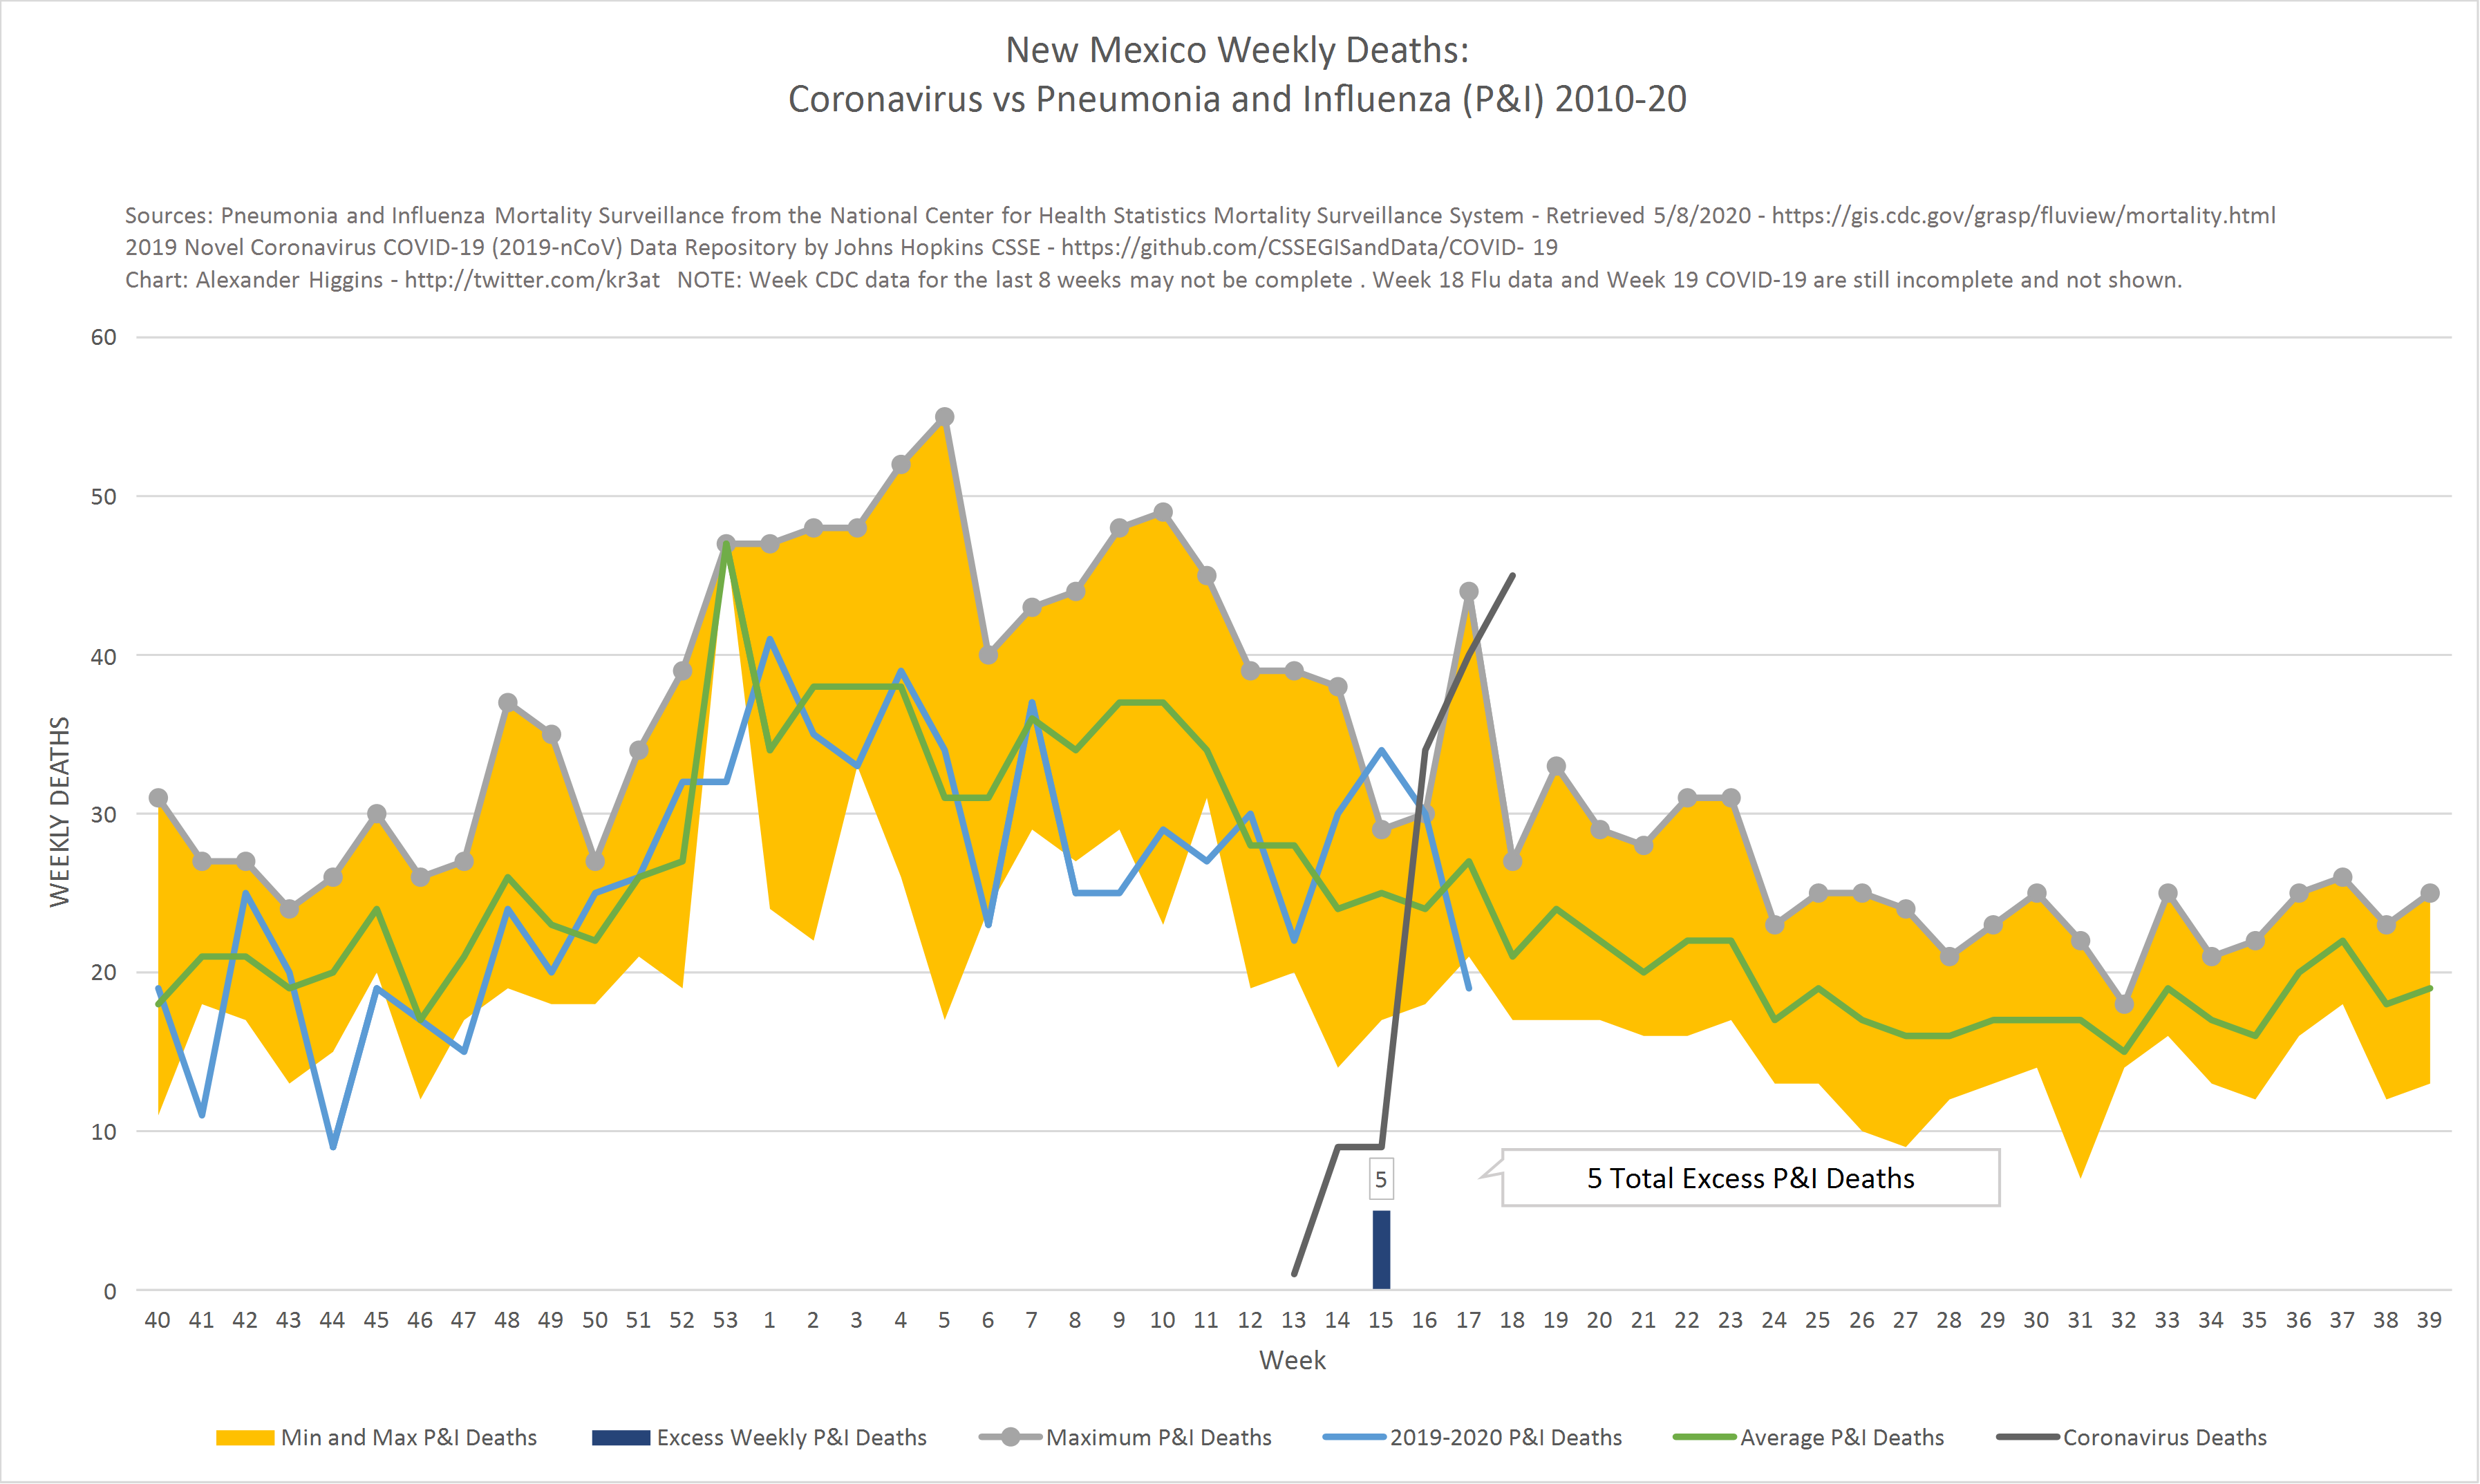 New Mexico Weekly Deaths:
Coronavirus vs Pneumonia and Influenza (P&I) 2010-20
Sources: Pneumonia and Influenza Mortality Surveillance from the National Center for Health Statistics Mortality Surveillance System - Retrieved 5/8/2020 - https://gis.cdc.gov/grasp/fluview/mortality.html
2019 Novel Coronavirus COVID-19 (2019-nCoV) Data Repository by Johns Hopkins CSSE - https://github.com/CSSEGISandData/COVID- 19
Chart: Alexander Higgins - http://twitter.com/kr3at NOTE: Week CDC data for the last 8 weeks may not be complete . Week 18 Flu data and Week 19 COVID-19 are still incomplete and not shown.
60
50
40
30
20
10
0
WEEKLY DEATHS
5
5 Total Excess P&I Deaths
40 41 42 43 44 45 46 47 48 49 50 51 52 53 1 2 3 4 5 6 7 8 9 10 11 12 13 14 15 16 17 18 19 20 21 22 23 24 25 26 27 28 29 30 31 32 33 34 35 36 37 38 39
Week
Min and Max P&I Deaths Excess Weekly P&I Deaths Maximum P&I Deaths 2019-2020 P&I Deaths Average P&I Deaths Coronavirus Deaths